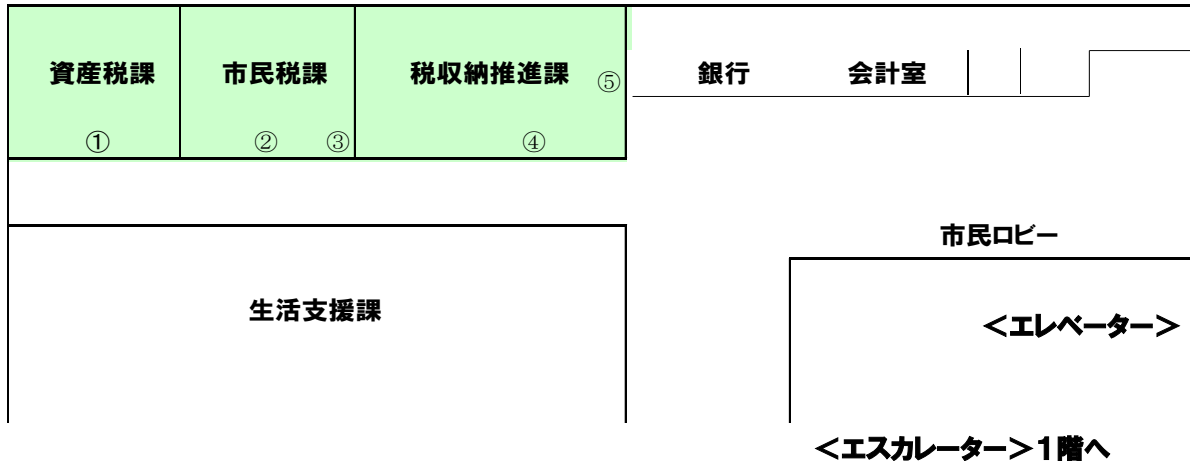 資産税課 市民税課 税収納推進課 ⑤ 銀行 会計室
① ② ③ ④
市民ロビー
生活支援課
<エレベーター>
<エスカレーター>1階へ